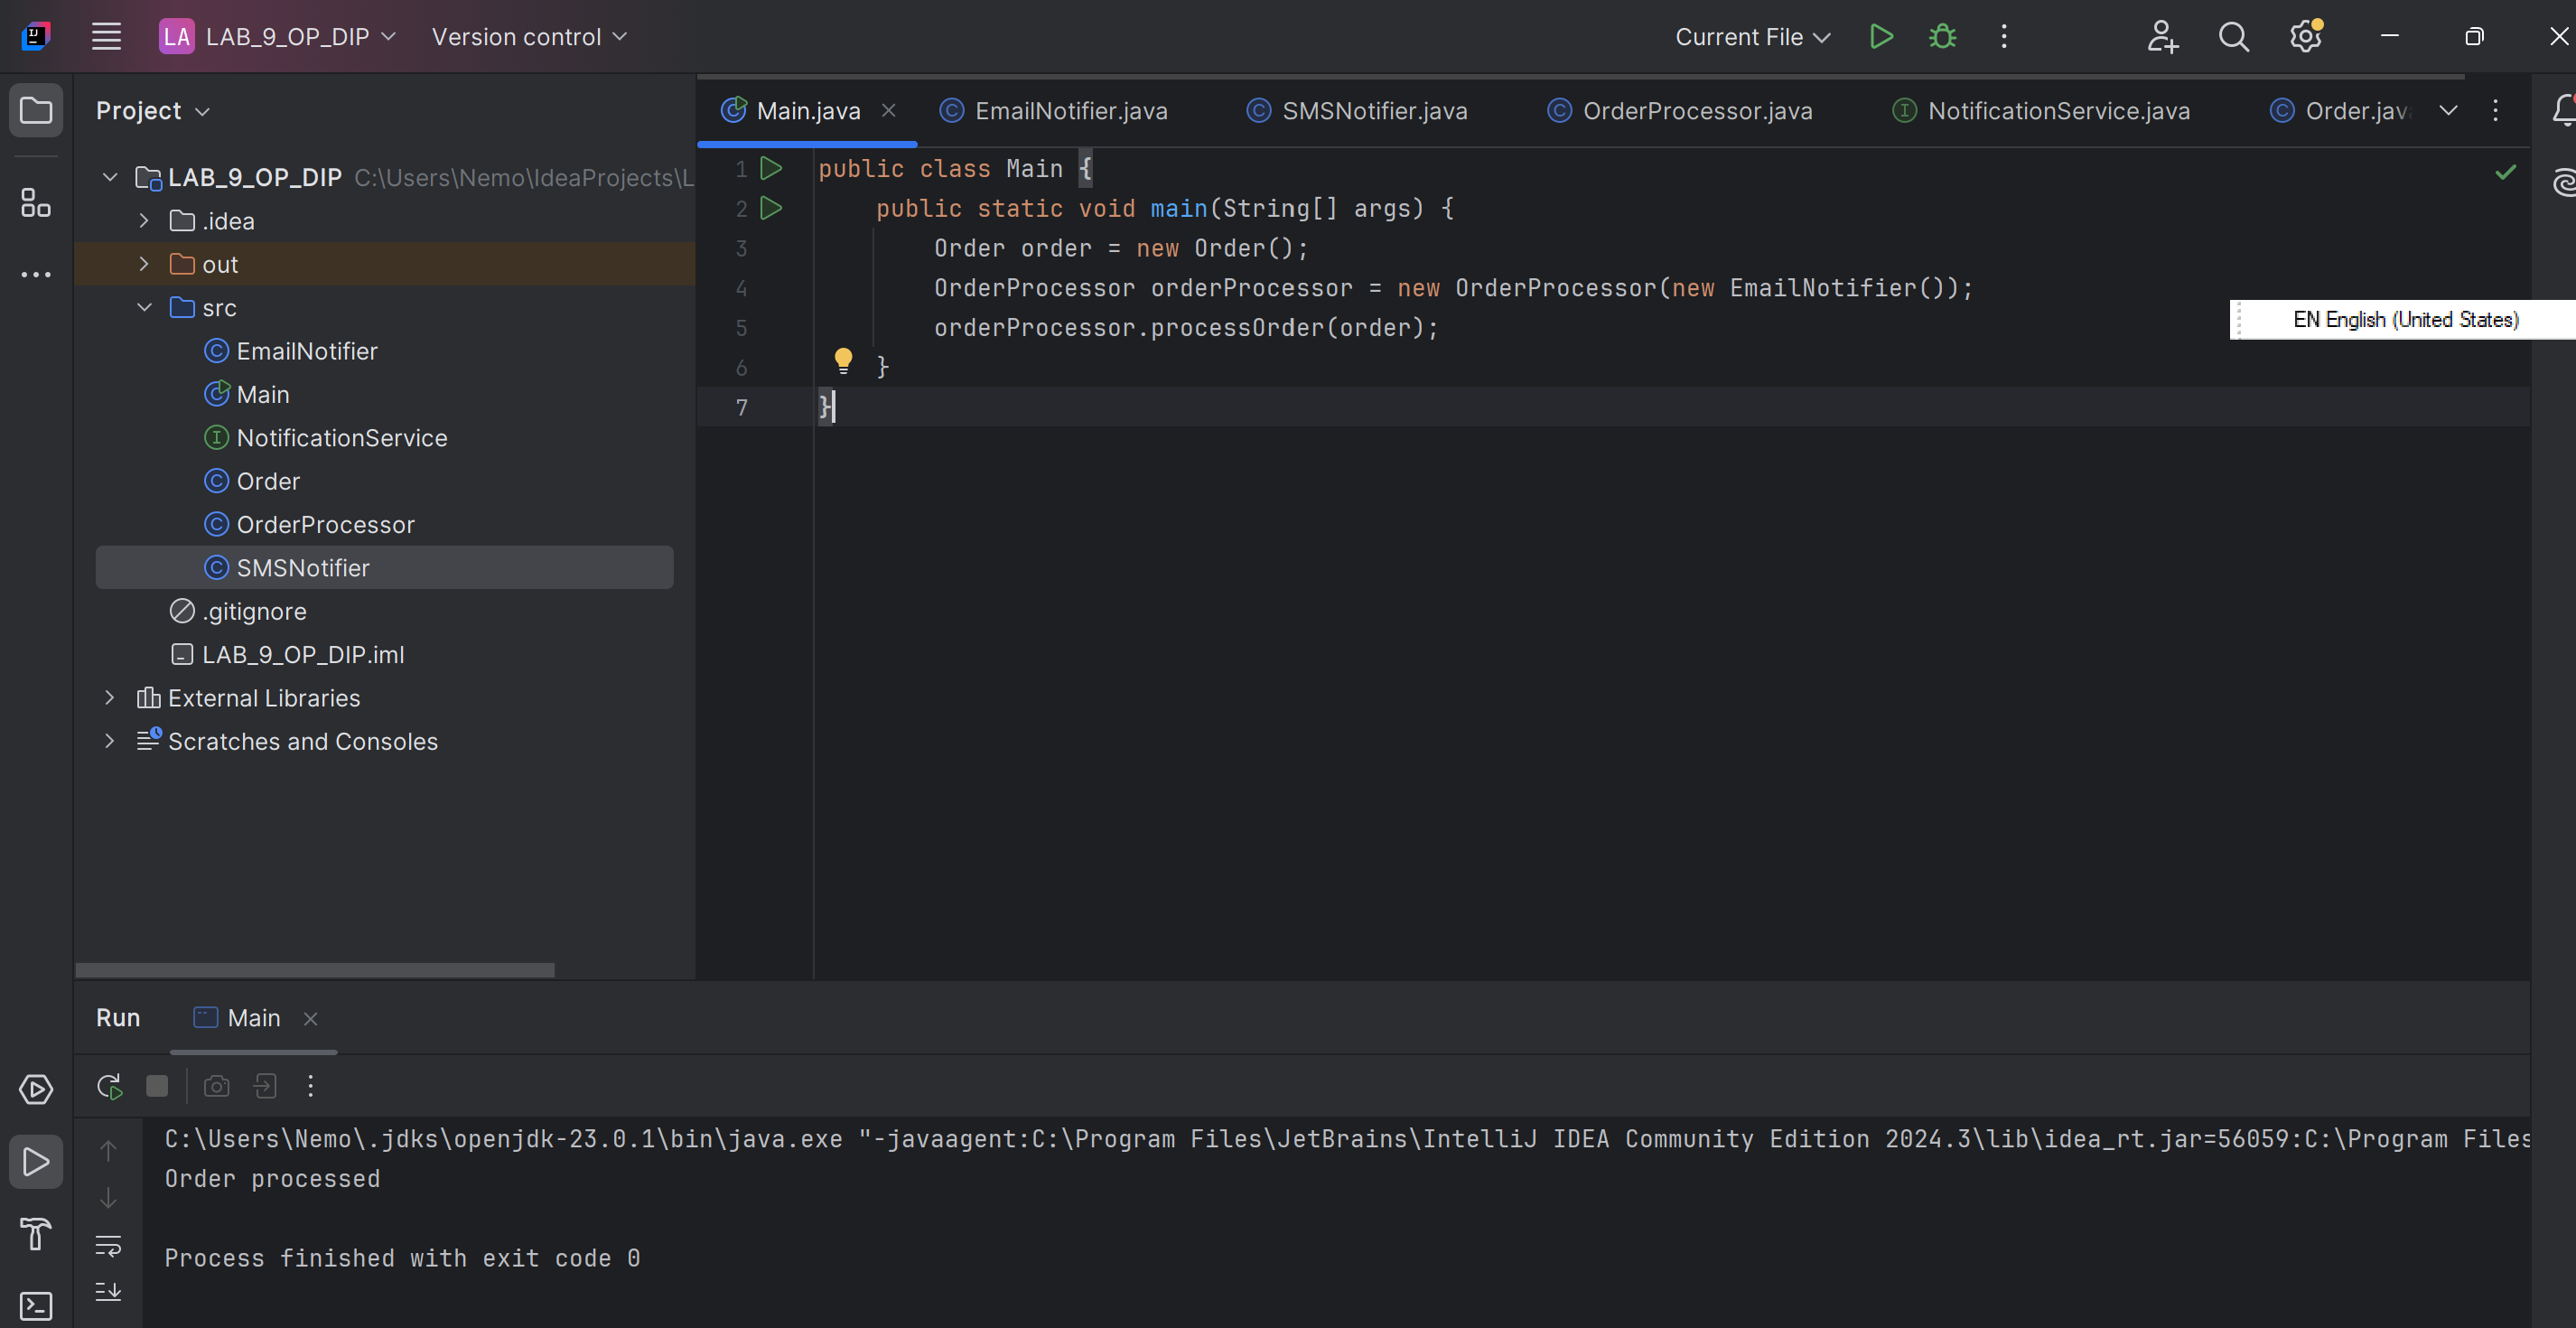 LA LAB_9_OP_DIP Version control Current File
Project
LAB_9_OP_DIP C:\Users\Nemo\IdeaProjects\L
.idea
out
src
EmailNotifier
Main
NotificationService
Order
OrderProcessor
SMSNotifier
.gitignore
LAB_9_OP_DIP.iml
External Libraries
Scratches and Consoles
Main.java EmailNotifier.java SMSNotifier.java OrderProcessor.java NotificationService.java Order.jav
1 public class Main {
2 public static void main(String[] args) {
3 Order order = new Order();
4 OrderProcessor orderProcessor = new OrderProcessor(new EmailNotifier());
5 orderProcessor.processOrder(order);
6 }
7 }
EN English (United States)
Run Main
C:\Users\Nemo\.jdks\openjdk-23.0.1\bin\java.exe "-javaagent:C:\Program Files\JetBrains\IntelliJ IDEA Community Edition 2024.3\lib\idea_rt.jar=56059:C:\Program Files
Order processed
Process finished with exit code 0